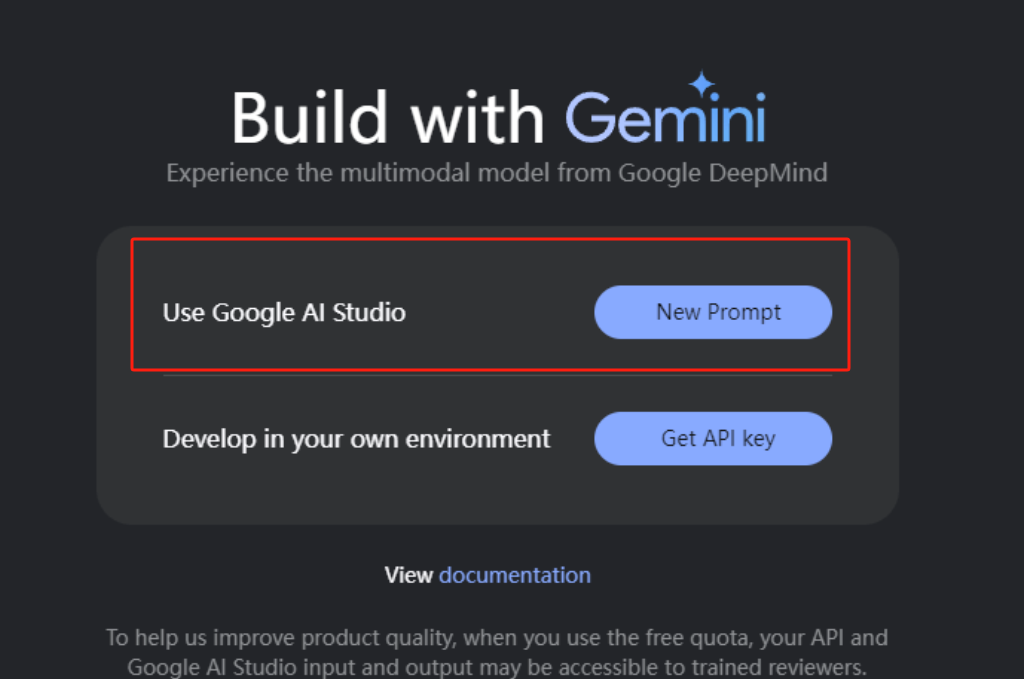 Build with Gemini
Experience the multimodal model from Google DeepMind
Use Google AI Studio
New Prompt
Develop in your own environment
Get API key
View documentation
To help us improve product quality, when you use the free quota, your API and
Google AI Studio input and output may be accessible to trained reviewers.